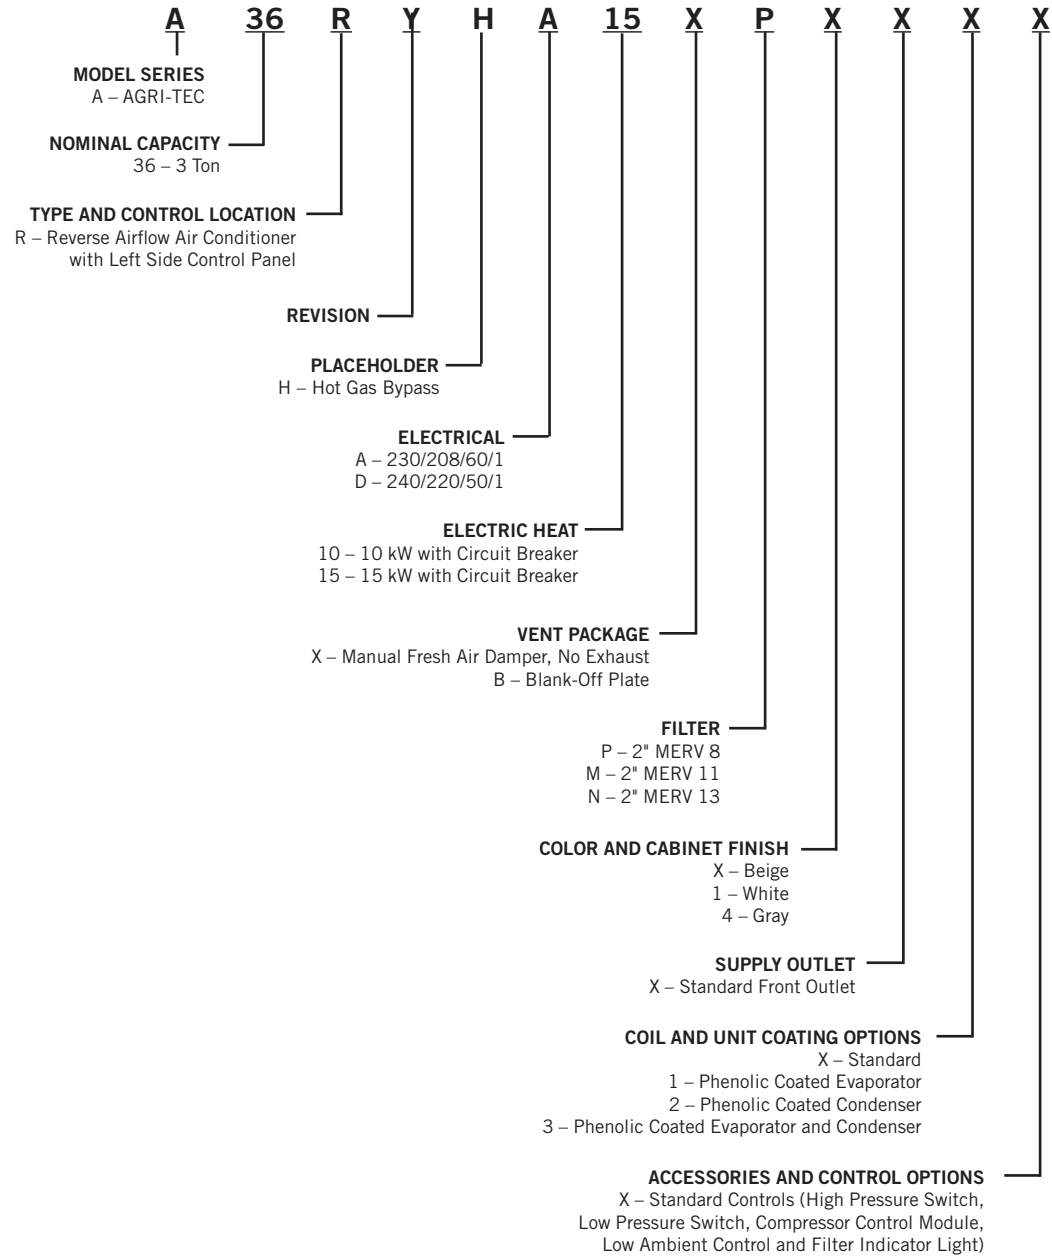 A 36 R Y H A 15 X P X X X X
MODEL SERIES
A – AGRI-TEC
NOMINAL CAPACITY
36 – 3 Ton
TYPE AND CONTROL LOCATION
R – Reverse Airflow Air Conditioner
with Left Side Control Panel
REVISION
PLACEHOLDER
H – Hot Gas Bypass
ELECTRICAL
A – 230/208/60/1
D – 240/220/50/1
ELECTRIC HEAT
10 – 10 kW with Circuit Breaker
15 – 15 kW with Circuit Breaker
VENT PACKAGE
X – Manual Fresh Air Damper, No Exhaust
B – Blank-Off Plate
FILTER
P – 2" MERV 8
M – 2" MERV 11
N – 2" MERV 13
COLOR AND CABINET FINISH
X – Beige
1 – White
4 – Gray
SUPPLY OUTLET
X – Standard Front Outlet
COIL AND UNIT COATING OPTIONS
X – Standard
1 – Phenolic Coated Evaporator
2 – Phenolic Coated Condenser
3 – Phenolic Coated Evaporator and Condenser
ACCESSORIES AND CONTROL OPTIONS
X – Standard Controls (High Pressure Switch,
Low Pressure Switch, Compressor Control Module,
Low Ambient Control and Filter Indicator Light)